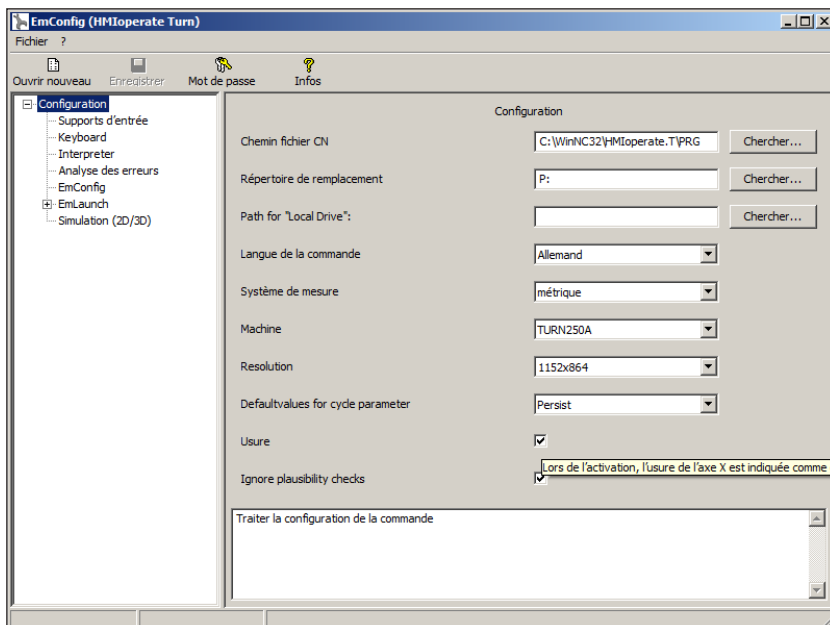 EmConfig (HMIoperate Turn)
Fichier ?
Ouvrir nouveau Enregistrer Mot de passe Infos
Configuration
Supports d'entrée
Keyboard
Interpreter
Analyse des erreurs
EmConfig
EmLaunch
Simulation (2D/3D)
Configuration
Chemin fichier CN C:\WinNC32\HMIoperate.T\PRG Chercher...
Répertoire de remplacement P: Chercher...
Path for "Local Drive": Chercher...
Langue de la commande Allemand
Système de mesure métrique
Machine TURN250A
Resolution 1152x864
Defaultvalues for cycle parameter Persist
Usure
Lors de l'activation, l'usure de l'axe X est indiquée comme
Ignore plausibility checks
Traiter la configuration de la commande